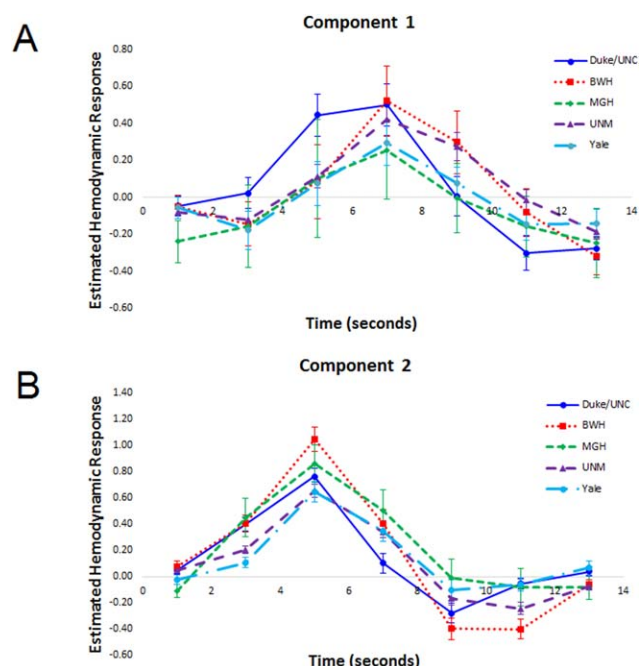 A
Component 1
Estimated Hemodynamic Response
0.80
0.60
0.40
0.20
0.00
-0.20
-0.40
-0.60
0 2 4 6 8 10 12 14
Time (seconds)
Duke/UNC
BWH
MGH
UNM
Yale
B
Component 2
Estimated Hemodynamic Response
1.40
1.20
1.00
0.80
0.60
0.40
0.20
0.00
-0.20
-0.40
-0.60
0 2 4 6 8 10 12 14
Time (seconds)
Duke/UNC
BWH
MGH
UNM
Yale